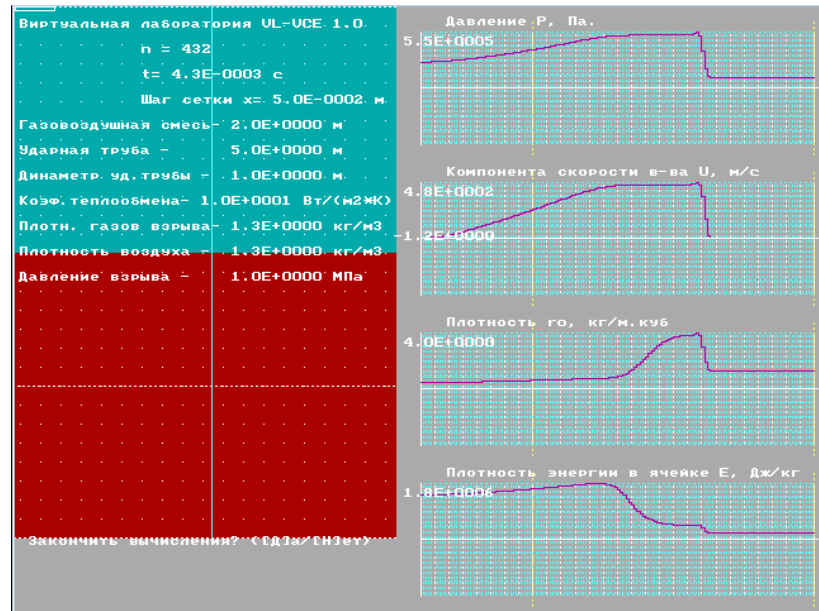 Виртуальная лаборатория VL-VCE 1.0
n = 432
t= 4.3E-0003 с
Шаг сетки x= 5.0E-0002 м
Газовоздушная смесь- 2.0E+0000 м
Ударная труба - 5.0E+0000 м
Динаметр уд.трубы - 1.0E+0000 м
Коэф.теплообмена- 1.0E+0001 Вт/(м2*К)
Плотн. газов взрыва- 1.3E+0000 кг/м3
Плотность воздуха - 1.3E+0000 кг/м3
Давление взрыва - 1.0E+0000 МПа
Закончить вычисления? ([Д]а/[Н]ет)
Давление P, Па.
5.5E+0005
Компонента скорости в-ва U, м/с
4.8E+0002
-1.2E+0000
Плотность ro, кг/м.куб
4.0E+0000
Плотность энергии в ячейке E, Дж/кг
1.8E+0006